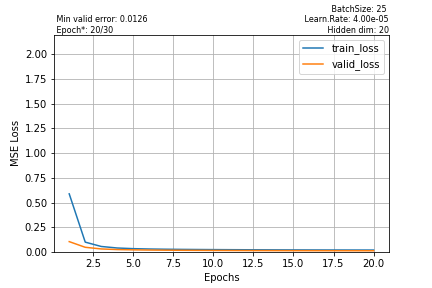 BatchSize: 25
Min valid error: 0.0126
Learn.Rate: 4.00e-05
Epoch*: 20/30
Hidden dim: 20
train_loss
valid_loss
2.00
1.75
1.50
1.25
1.00
0.75
0.50
0.25
0.00
MSE Loss
2.5 5.0 7.5 10.0 12.5 15.0 17.5 20.0
Epochs